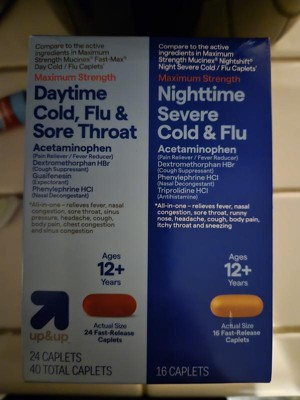 Compare to the active
ingredients in Maximum
Strength Mucinex® Fast-Max®
Day Cold / Flu Caplets*
Maximum Strength
Daytime
Cold, Flu &
Sore Throat
Acetaminophen
(Pain Reliever / Fever Reducer)
Dextromethorphan HBr
(Cough Suppressant)
Guaifenesin
(Expectorant)
Phenylephrine HCl
(Nasal Decongestant)
*All-in-one - relieves fever, nasal
congestion, sore throat, sinus
pressure, headache, cough,
body pain, chest congestion
and sinus congestion
Ages
12+
Years
up&up
Actual Size
24 Fast-Release
Caplets
24 CAPLETS
40 TOTAL CAPLETS
Compare to the active
ingredients in Maximum
Strength Mucinex® Nightshift®
Night Severe Cold / Flu Caplets*
Maximum Strength
Nighttime
Severe
Cold & Flu
Acetaminophen
(Pain Reliever / Fever Reducer)
Dextromethorphan HBr
(Cough Suppressant)
Phenylephrine HCl
(Nasal Decongestant)
Triprolidine HCl
(Antihistamine)
*All-in-one - relieves fever, nasal
congestion, sore throat, runny
nose, headache, cough, body pain,
itchy throat and sneezing
Ages
12+
Years
Actual Size
16 Fast-Release
Caplets
16 CAPLETS